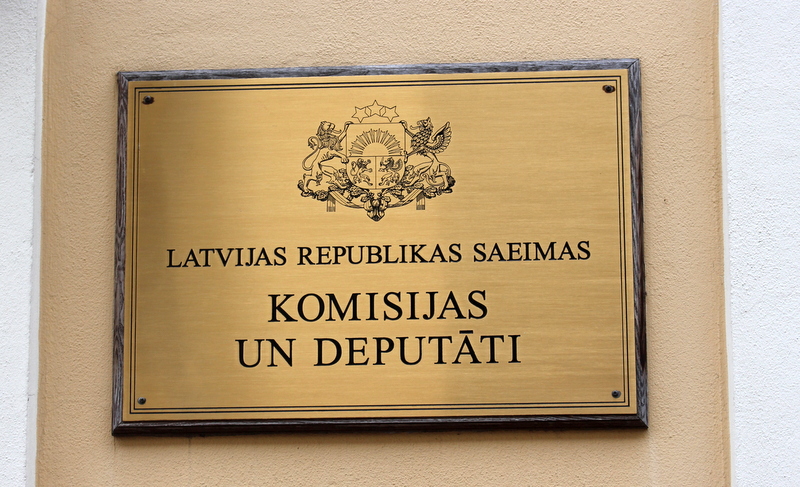 LATVIJAS REPUBLIKAS SAEIMAS
KOMISIJAS
UN DEPUTĀTI